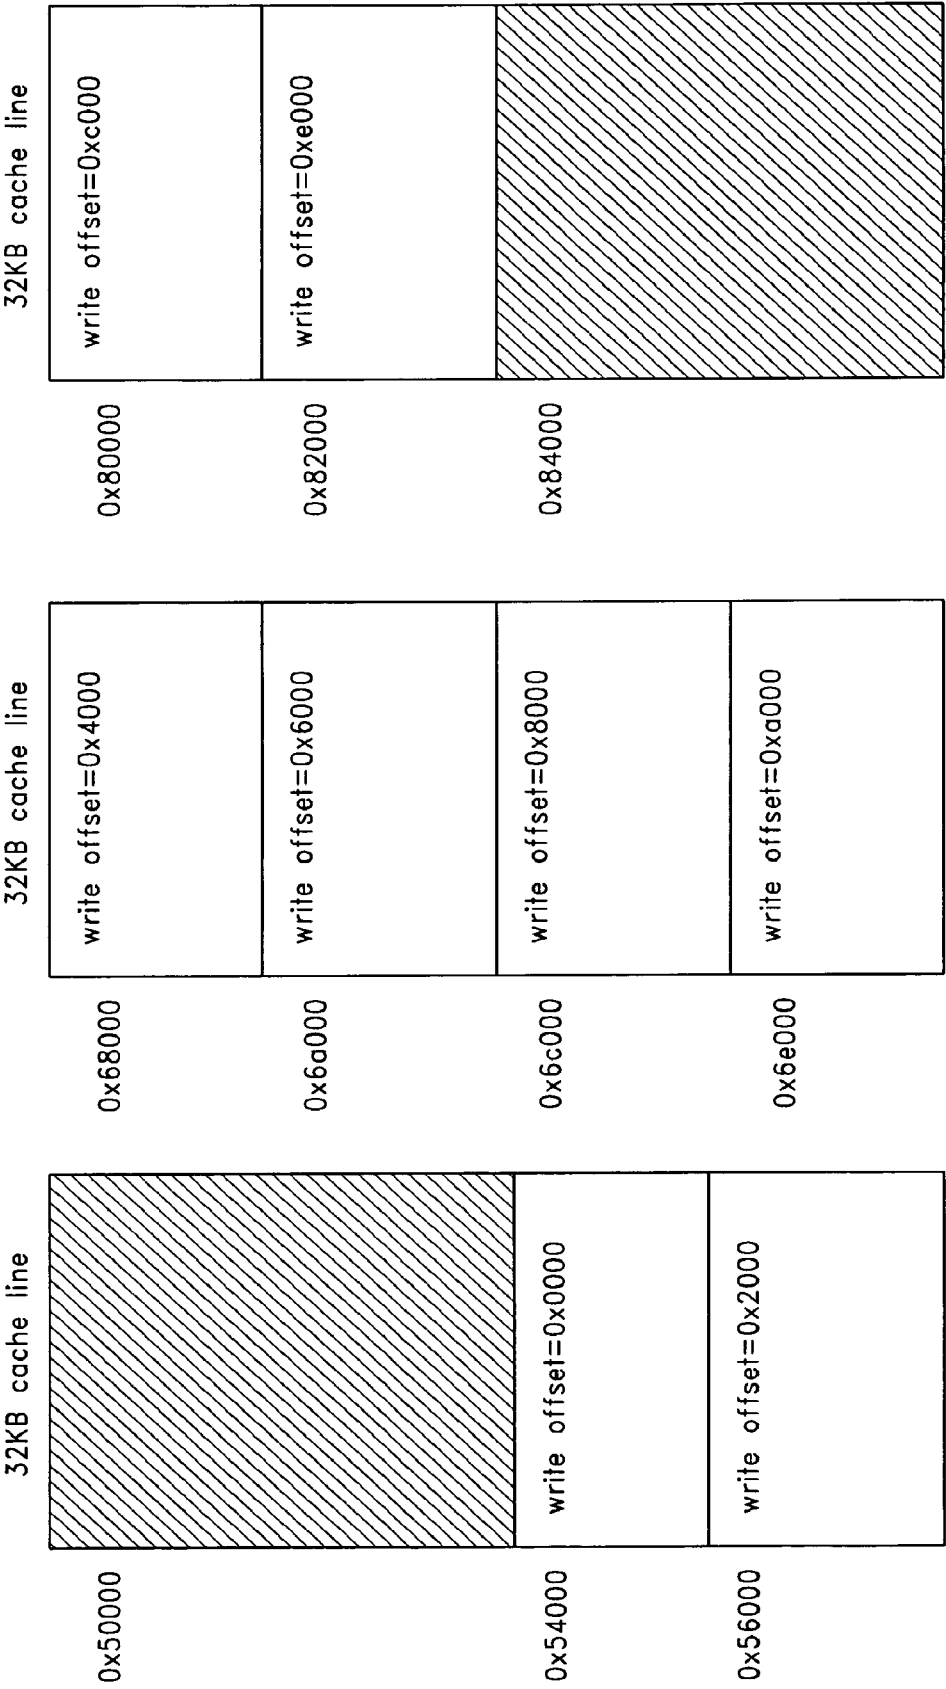 32KB cache line
0x50000
0x54000
write offset=0x0000
0x56000
write offset=0x2000
32KB cache line
0x68000
write offset=0x4000
0x6a000
write offset=0x6000
0x6c000
write offset=0x8000
0x6e000
write offset=0xa000
32KB cache line
0x80000
write offset=0xc000
0x82000
write offset=0xe000
0x84000